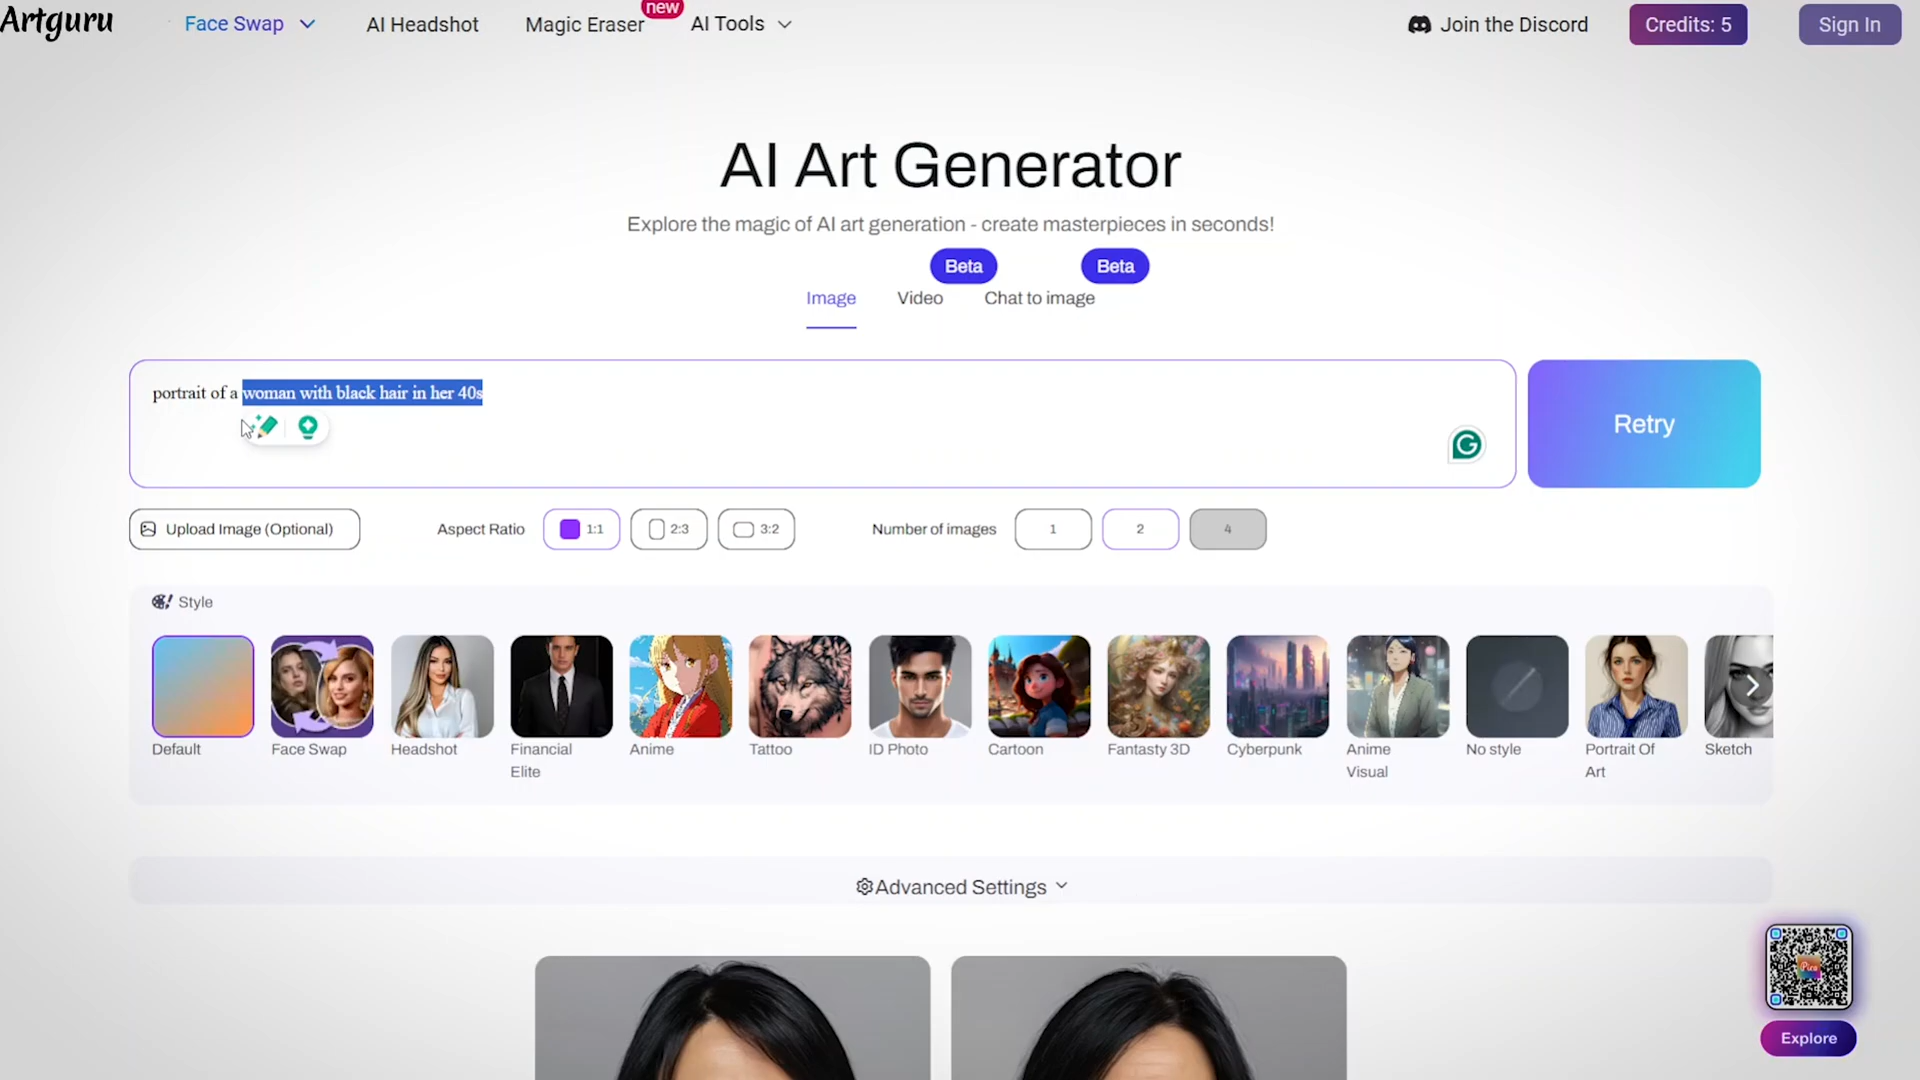 Artguru
Face Swap
AI Headshot
Magic Eraser
new
AI Tools
Join the Discord
Credits: 5
Sign In
AI Art Generator
Explore the magic of AI art generation - create masterpieces in seconds!
Beta
Beta
Image
Video
Chat to image
portrait of a woman with black hair in her 40s
Retry
Upload Image (Optional)
Aspect Ratio
1:1
2:3
3:2
Number of images
1
2
4
Style
Default
Face Swap
Headshot
Financial
Elite
Anime
Tattoo
ID Photo
Cartoon
Fantasty 3D
Cyberpunk
Anime
Visual
No style
Portrait Of
Art
Sketch
Advanced Settings
Explore